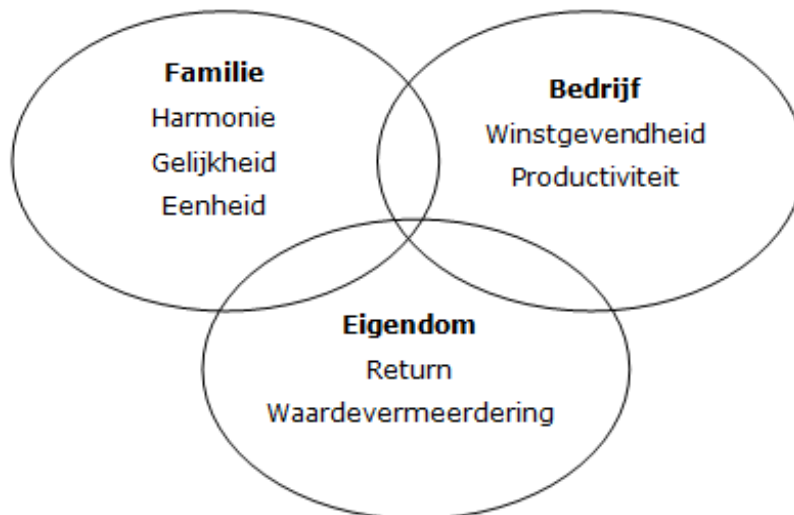 Familie
Harmonie
Gelijkheid
Eenheid
Bedrijf
Winstgevendheid
Productiviteit
Eigendom
Return
Waardevermeerdering